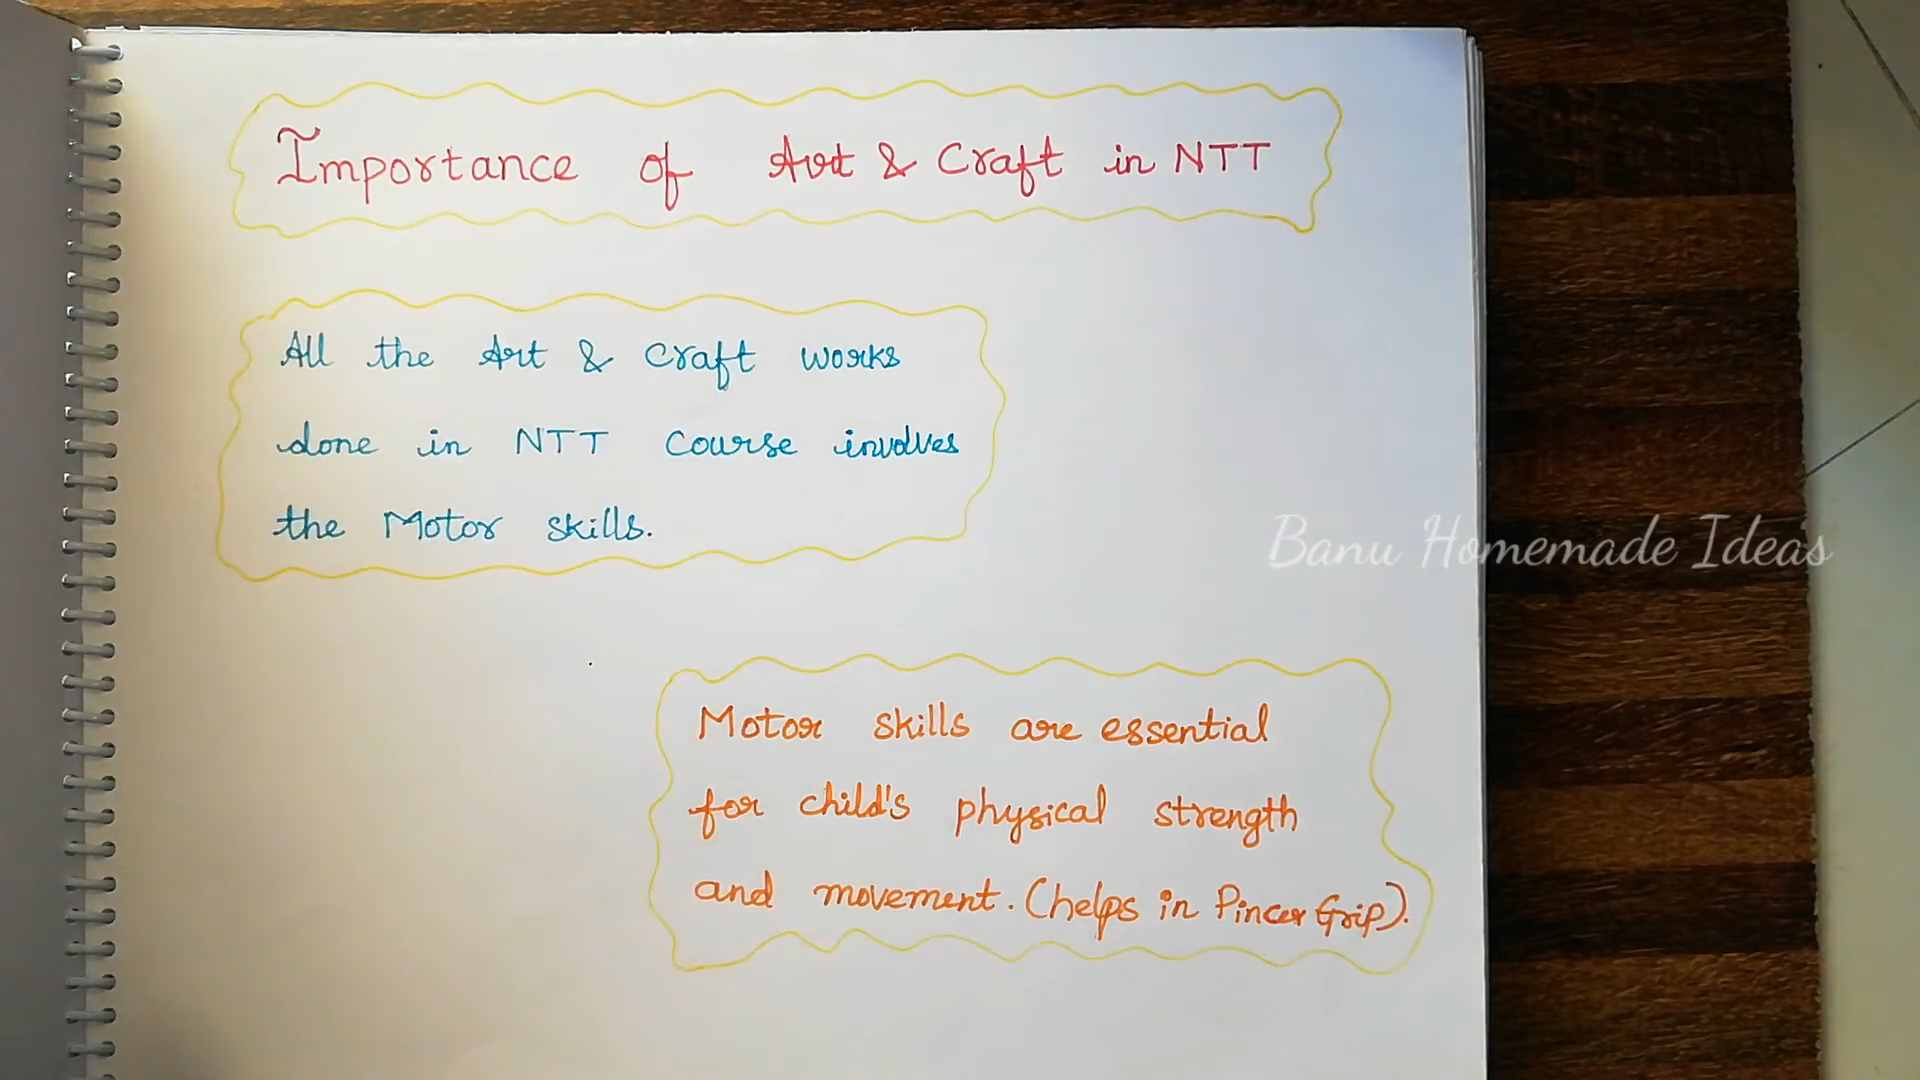 Importance of Art & Craft in NTT
All the Art & Craft works
done in NTT Course involves
the Motor skills.
Banu Homemade Ideas
Motor skills are essential
for child's physical strength
and movement. (helps in Pincer Grip).